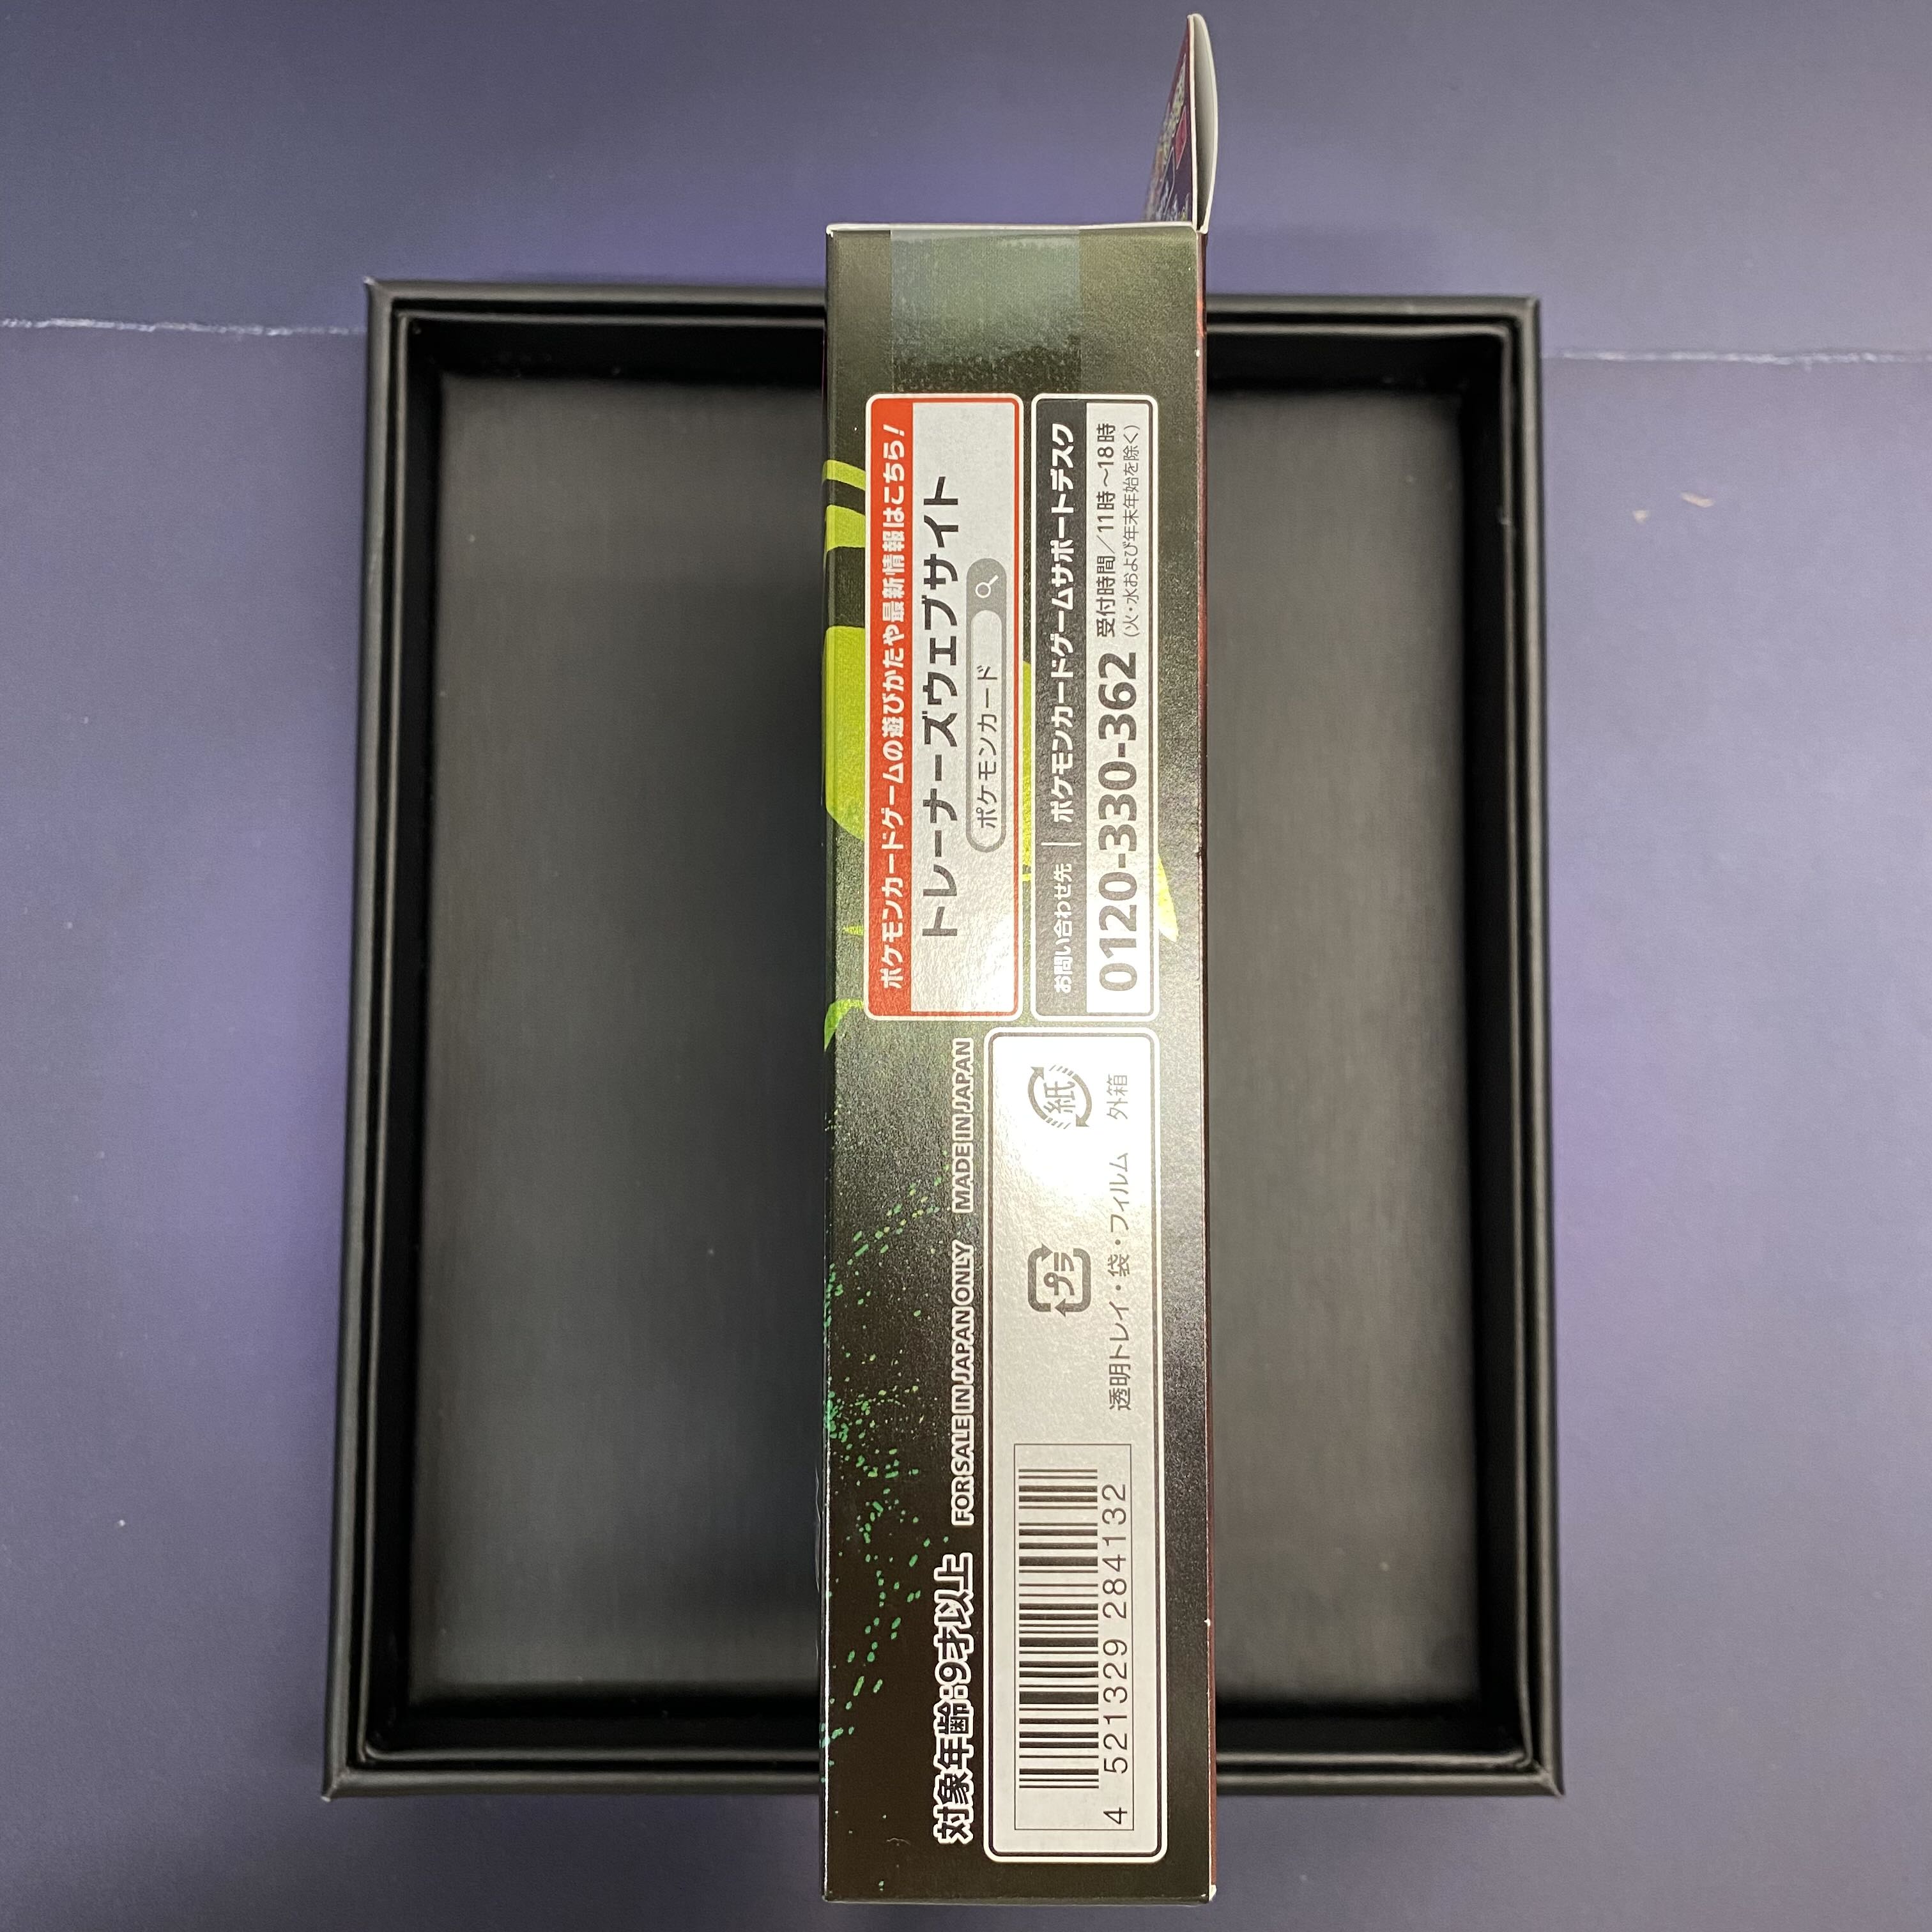 ポケモンカードゲームの遊びかたや最新情報はこちら!
トレーナーズウェブサイト
ポケモンカード
お問い合わせ先 | ポケモンカードゲームサポートデスク
0120-330-362 受付時間/11時~18時
(火・水および年末年始を除く)
対象年齢:9才以上 FOR SALE IN JAPAN ONLY MADE IN JAPAN
プラ
透明トレイ・袋・フィルム
紙
外箱
4 521329 284132